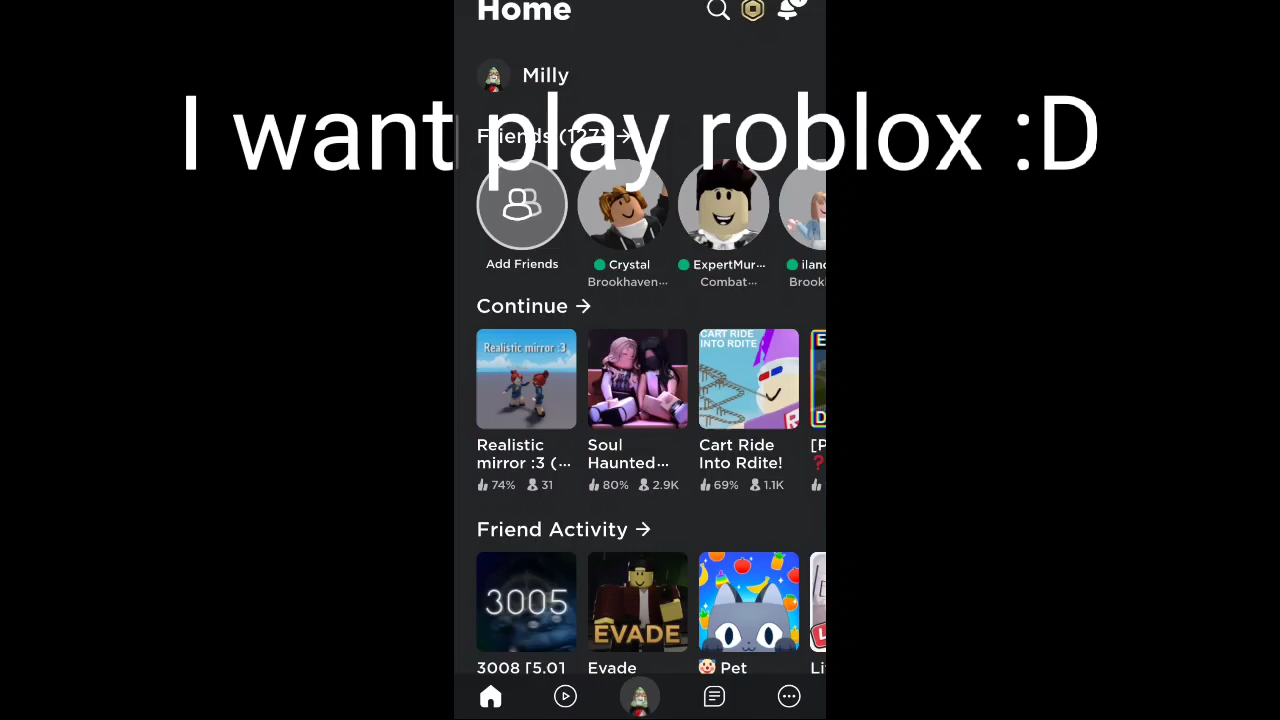 Home
Milly
I want play roblox :D
Friends (127) →
Add Friends
Crystal
Brookhaven...
ExpertMur...
Combat...
Continue →
Realistic mirror :3
CART RIDE
INTO RDITE
Realistic
mirror :3 (...
74% 31
Soul
Haunted...
80% 2.9K
Cart Ride
Into Rdite!
69% 1.1K
Friend Activity →
3005
EVADE
3008 [5.01
Evade
🤡 Pet